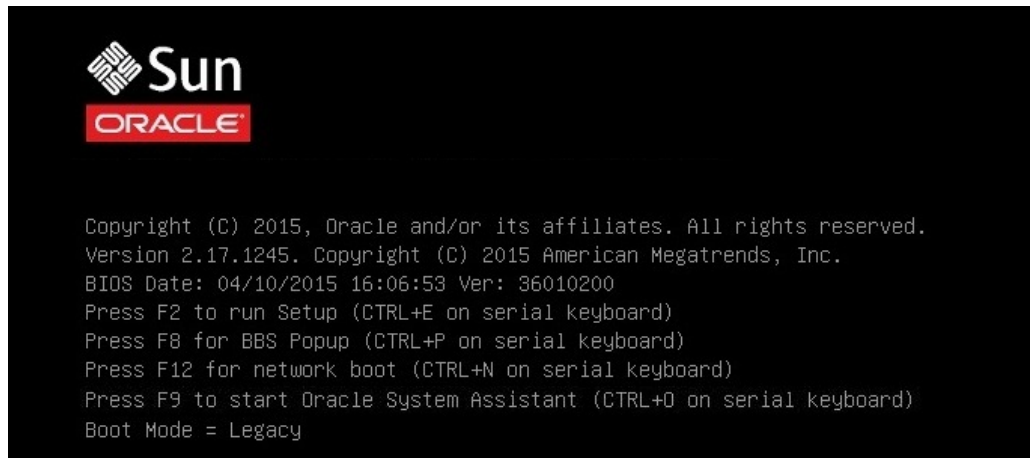 Sun
ORACLE
Copyright (C) 2015, Oracle and/or its affiliates. All rights reserved.
Version 2.17.1245. Copyright (C) 2015 American Megatrends, Inc.
BIOS Date: 04/10/2015 16:06:53 Ver: 36010200
Press F2 to run Setup (CTRL+E on serial keyboard)
Press F8 for BBS Popup (CTRL+P on serial keyboard)
Press F12 for network boot (CTRL+N on serial keyboard)
Press F9 to start Oracle System Assistant (CTRL+O on serial keyboard)
Boot Mode = Legacy